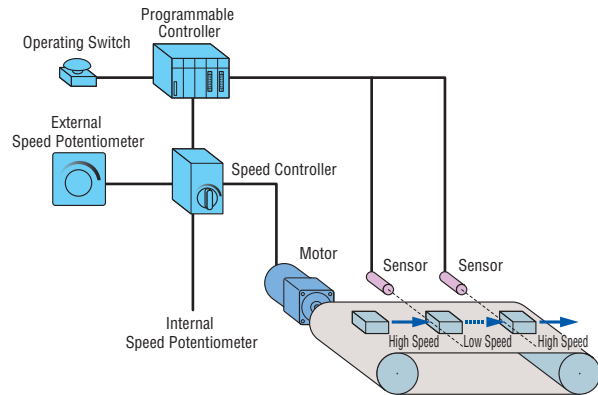 Programmable
Controller
Operating Switch
External
Speed Potentiometer
Speed Controller
Motor
Sensor
Sensor
Internal
Speed Potentiometer
High Speed
Low Speed
High Speed